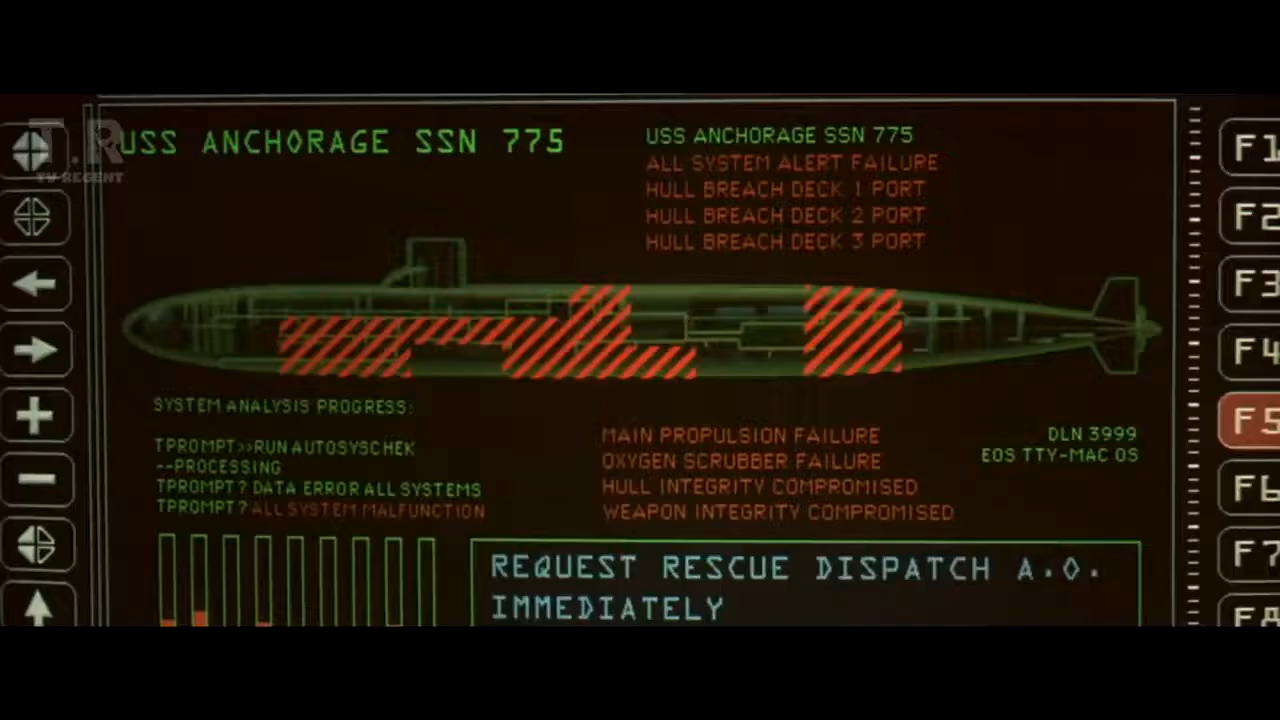 USS ANCHORAGE SSN 775
T.R
TV REGENT
USS ANCHORAGE SSN 775
ALL SYSTEM ALERT FAILURE
HULL BREACH DECK 1 PORT
HULL BREACH DECK 2 PORT
HULL BREACH DECK 3 PORT
SYSTEM ANALYSIS PROGRESS:
TPROMPT>>RUN AUTOSYSCHEK
--PROCESSING
TPROMPT? DATA ERROR ALL SYSTEMS
TPROMPT? ALL SYSTEM MALFUNCTION
MAIN PROPULSION FAILURE
OXYGEN SCRUBBER FAILURE
HULL INTEGRITY COMPROMISED
WEAPON INTEGRITY COMPROMISED
DLN 3999
EOS TTY-MAC OS
REQUEST RESCUE DISPATCH A.O.
IMMEDIATELY
F1
F2
F3
F4
F5
F6
F7
F8